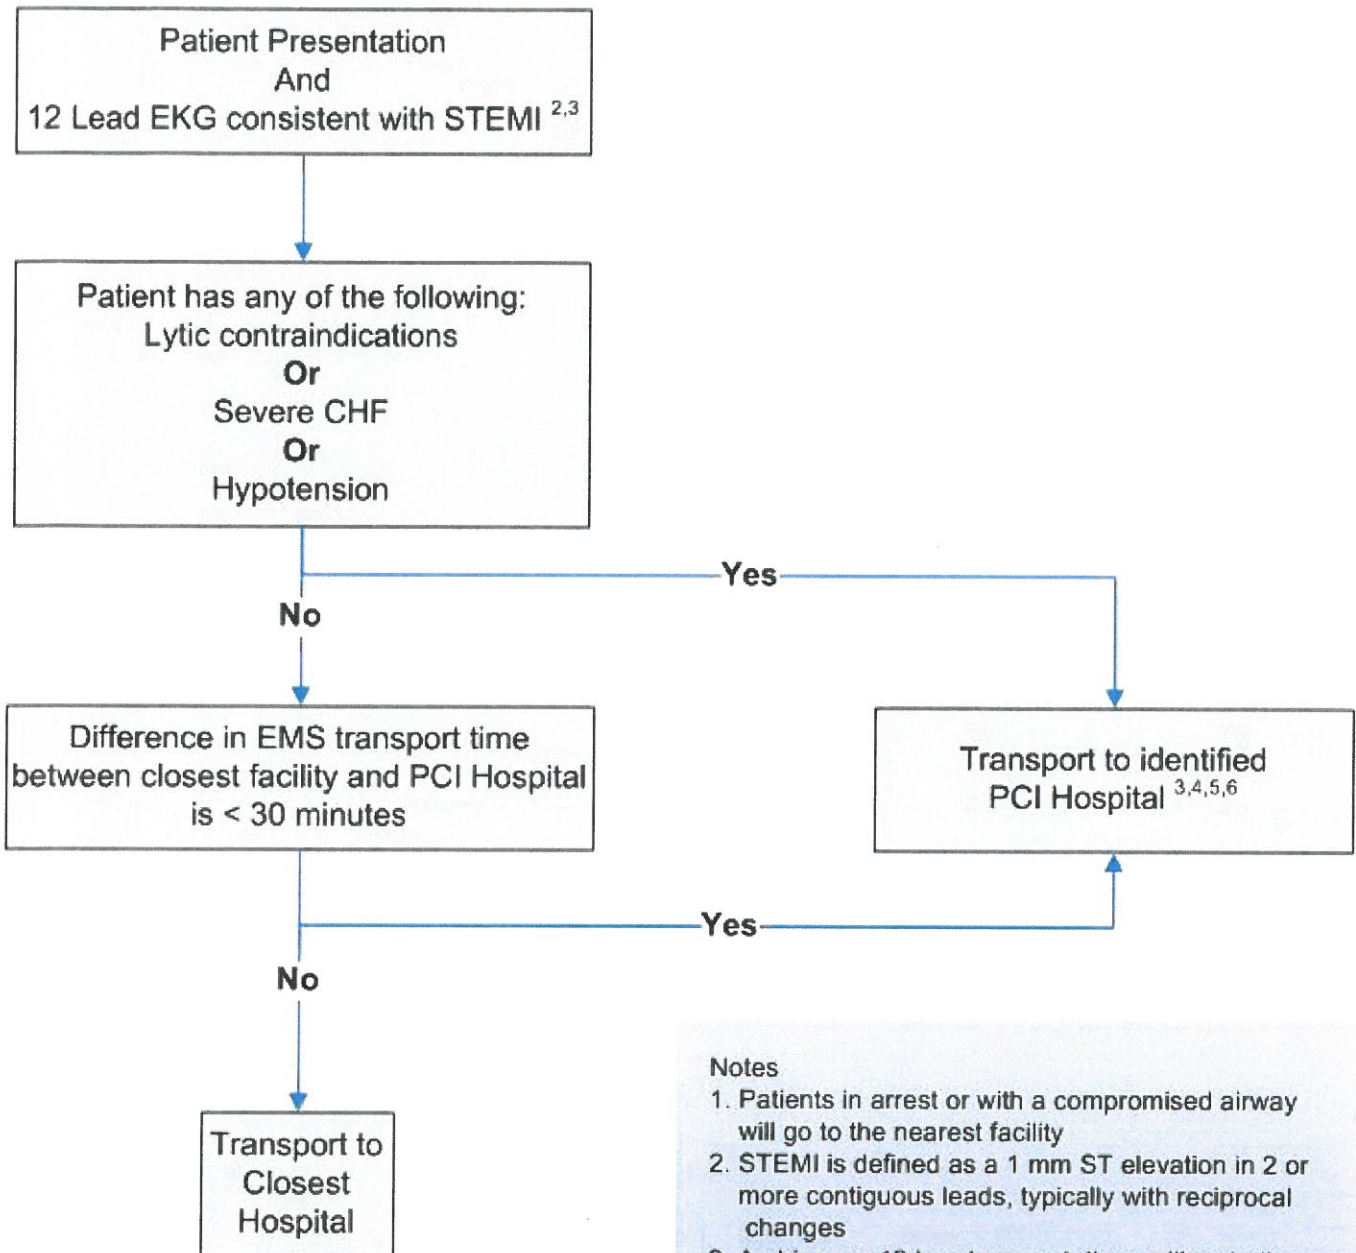 Patient Presentation
And
12 Lead EKG consistent with STEMI 2,3
Patient has any of the following:
Lytic contraindications
Or
Severe CHF
Or
Hypotension
Yes
No
Difference in EMS transport time
between closest facility and PCI Hospital
is < 30 minutes
Transport to identified
PCI Hospital 3,4,5,6
Yes
No
Transport to
Closest
Hospital
Notes
1. Patients in arrest or with a compromised airway
will go to the nearest facility
2. STEMI is defined as a 1 mm ST elevation in 2 or
more contiguous leads, typically with reciprocal
changes